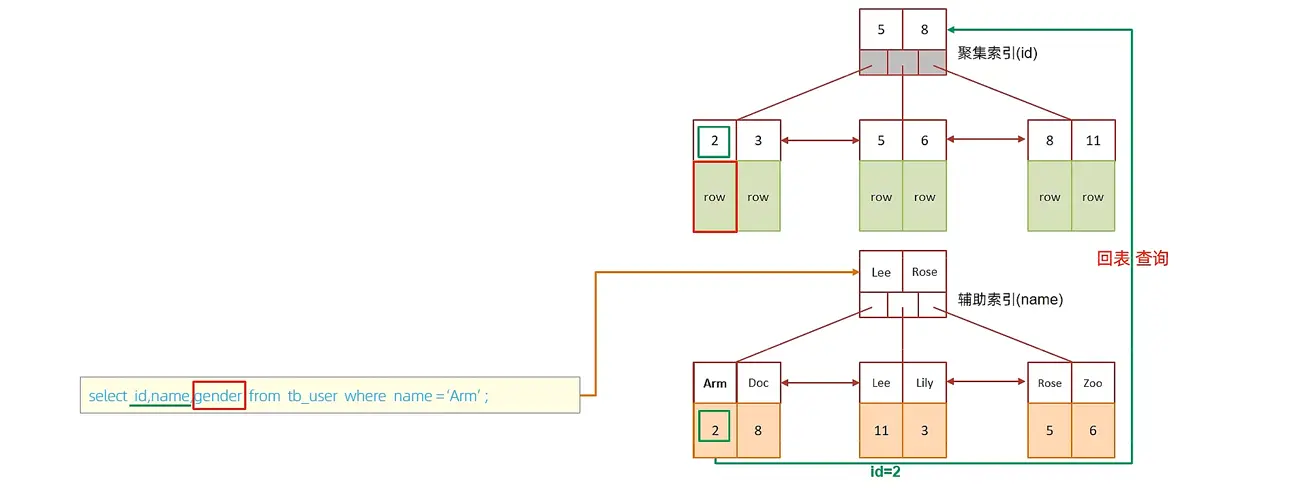 5 8
聚集索引(id)
2 3 5 6 8 11
row row row row row row
回表 查询
Lee Rose
辅助索引(name)
Arm Doc Lee Lily Rose Zoo
select id,name,gender from tb_user where name = ‘Arm’ ;
2 8 11 3 5 6
id=2